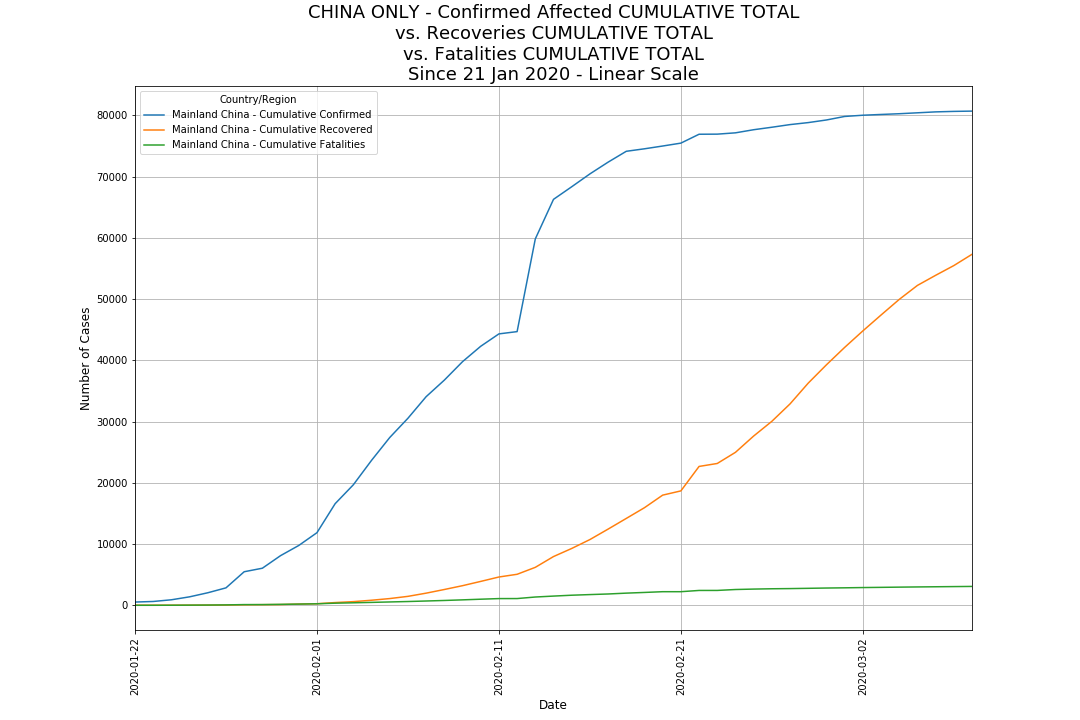 CHINA ONLY - Confirmed Affected CUMULATIVE TOTAL
vs. Recoveries CUMULATIVE TOTAL
vs. Fatalities CUMULATIVE TOTAL
Since 21 Jan 2020 - Linear Scale
Country/Region
Mainland China - Cumulative Confirmed
Mainland China - Cumulative Recovered
Mainland China - Cumulative Fatalities
Number of Cases
80000
70000
60000
50000
40000
30000
20000
10000
0
2020-01-22
2020-02-01
2020-02-11
2020-02-21
2020-03-02
Date